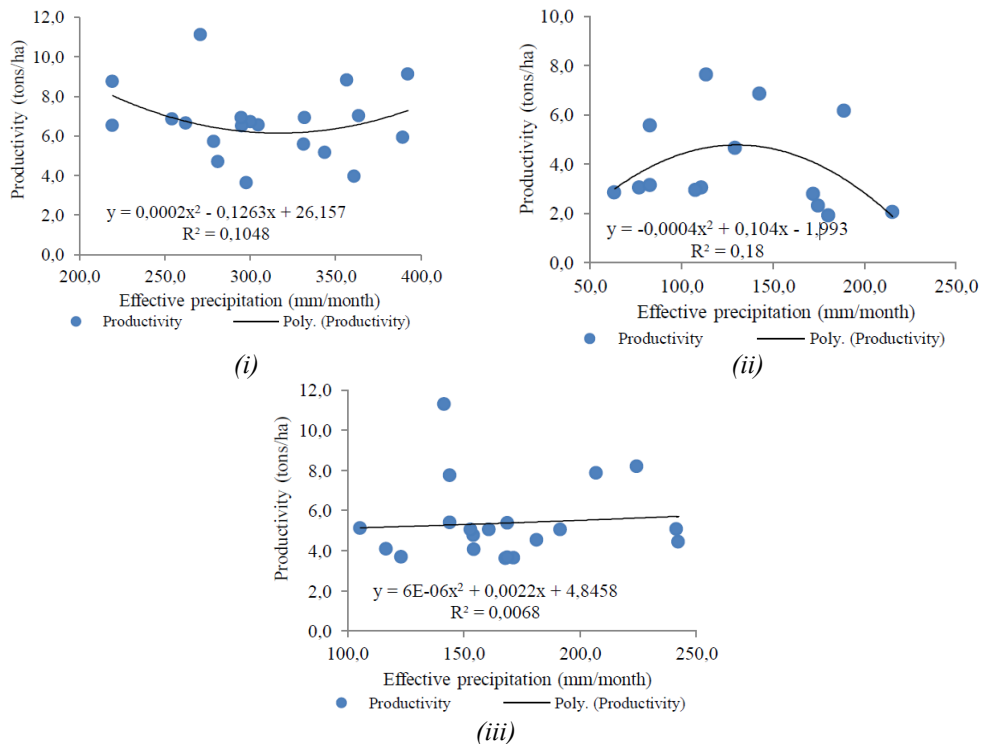 12,0
10,0
8,0
6,0
4,0
2,0
0,0
Productivity (tons/ha)
y = 0,0002x² - 0,1263x + 26,157
R² = 0,1048
200,0 250,0 300,0 350,0 400,0
Effective precipitation (mm/month)
Productivity Poly. (Productivity)
(i)
8,0
6,0
4,0
2,0
0,0
Productivity (tons/ha)
y = -0,0004x² + 0,104x - 1,993
R² = 0,18
50,0 100,0 150,0 200,0 250,0
Effective precipitation (mm/month)
Productivity Poly. (Productivity)
(ii)
12,0
10,0
8,0
6,0
4,0
2,0
0,0
Productivity (tons/ha)
y = 6E-06x² + 0,0022x + 4,8458
R² = 0,0068
100,0 150,0 200,0 250,0
Effective precipitation (mm/month)
Productivity Poly. (Productivity)
(iii)